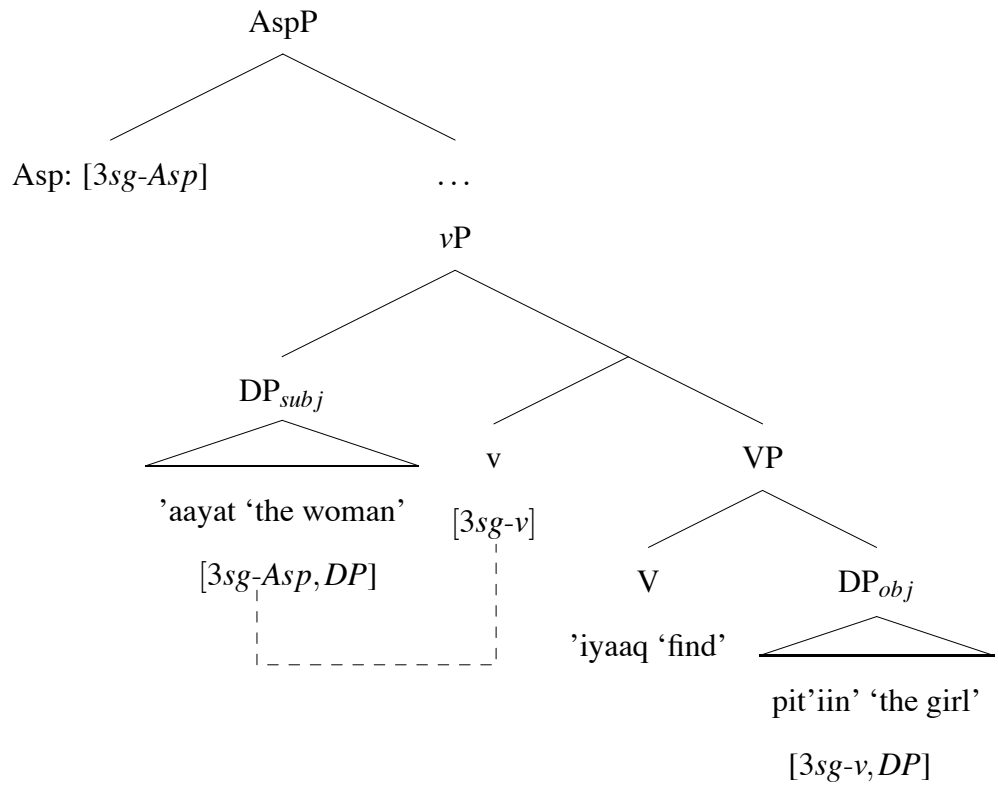 AspP
Asp: [3sg-Asp] …
vP
DPsubj
v VP
’aayat ‘the woman’ [3sg-v]
[3sg-Asp, DP] V DPobj
’iyaaq ‘find’
pit’iin’ ‘the girl’
[3sg-v, DP]